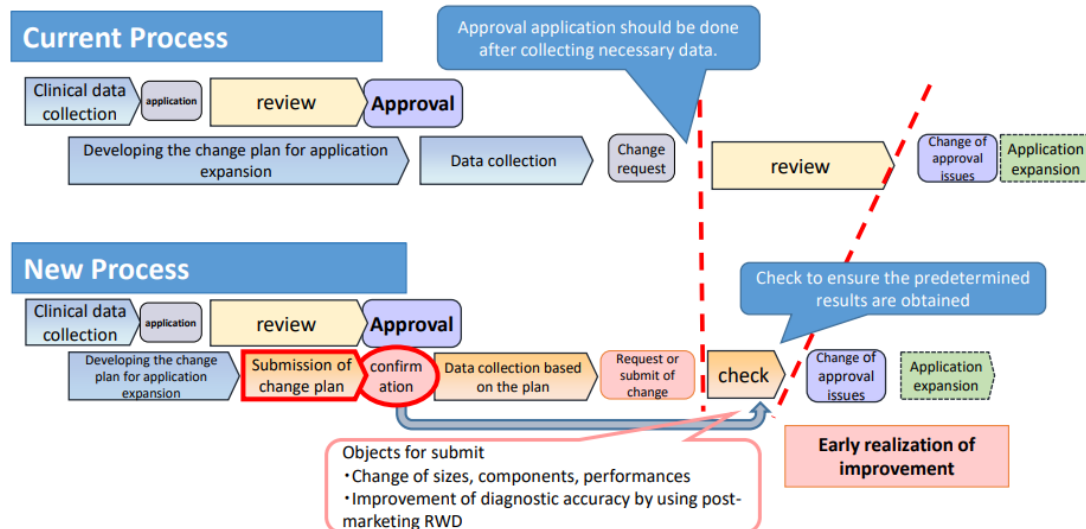 Current Process
Approval application should be done
after collecting necessary data.
Clinical data
collection
application
review
Approval
Developing the change plan for application
expansion
Data collection
Change
request
review
Change of
approval
issues
Application
expansion
New Process
Check to ensure the predetermined
results are obtained
Clinical data
collection
application
review
Approval
Developing the change
plan for application
expansion
Submission of
change plan
confirm
ation
Data collection based
on the plan
Request or
submit of
change
check
Change of
approval
issues
Application
expansion
Objects for submit
・Change of sizes, components, performances
・Improvement of diagnostic accuracy by using post-
marketing RWD
Early realization of
improvement